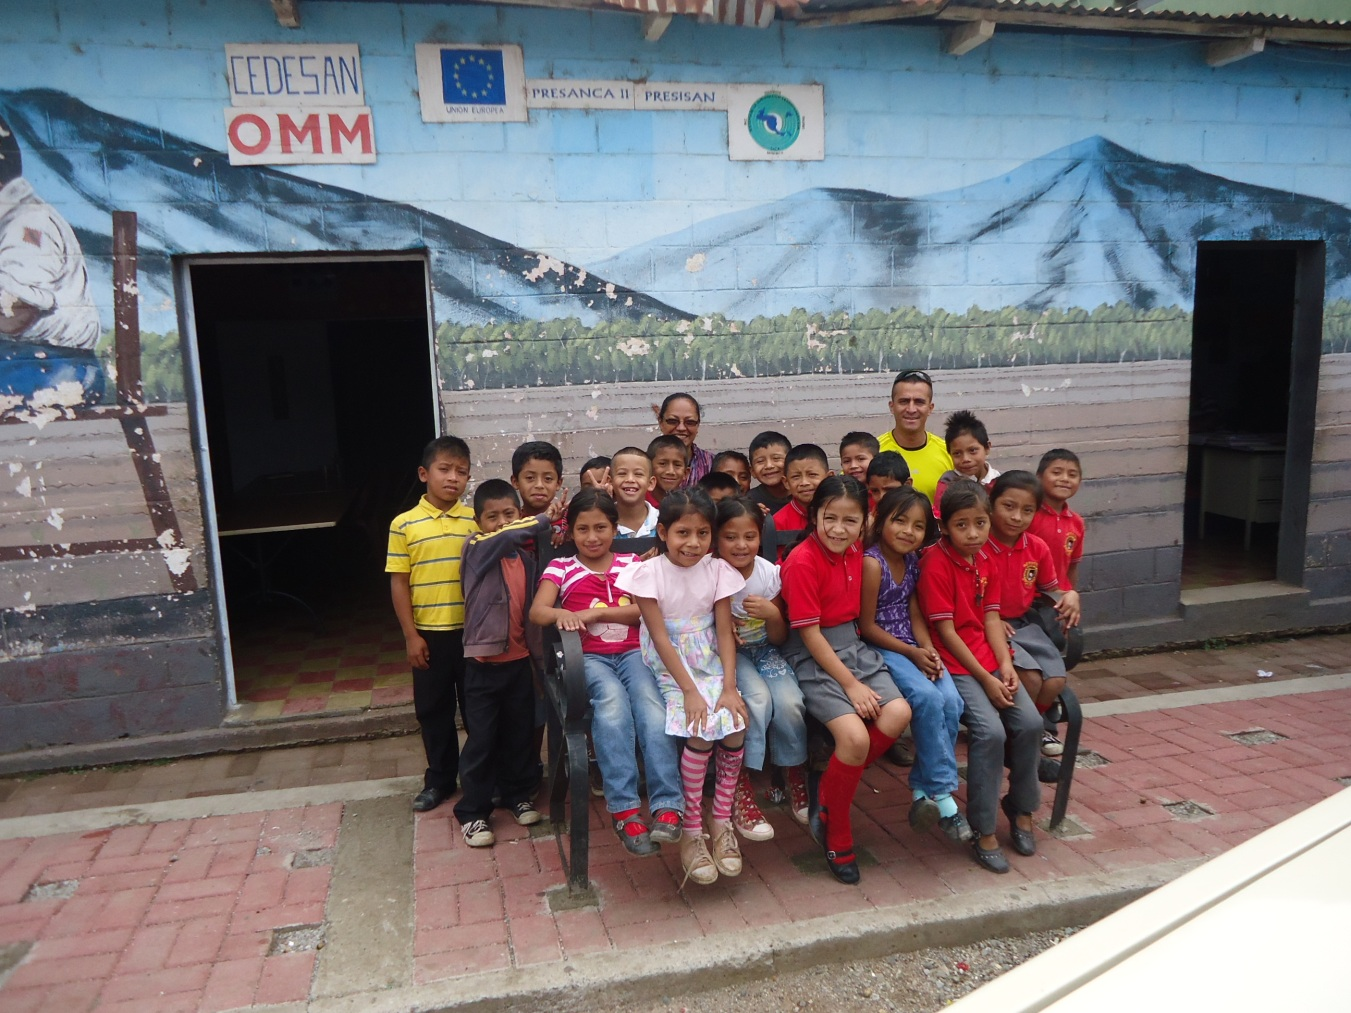 CEDESAN
OMM
UNION EUROPEA
PRESANCA II
PRESISAN